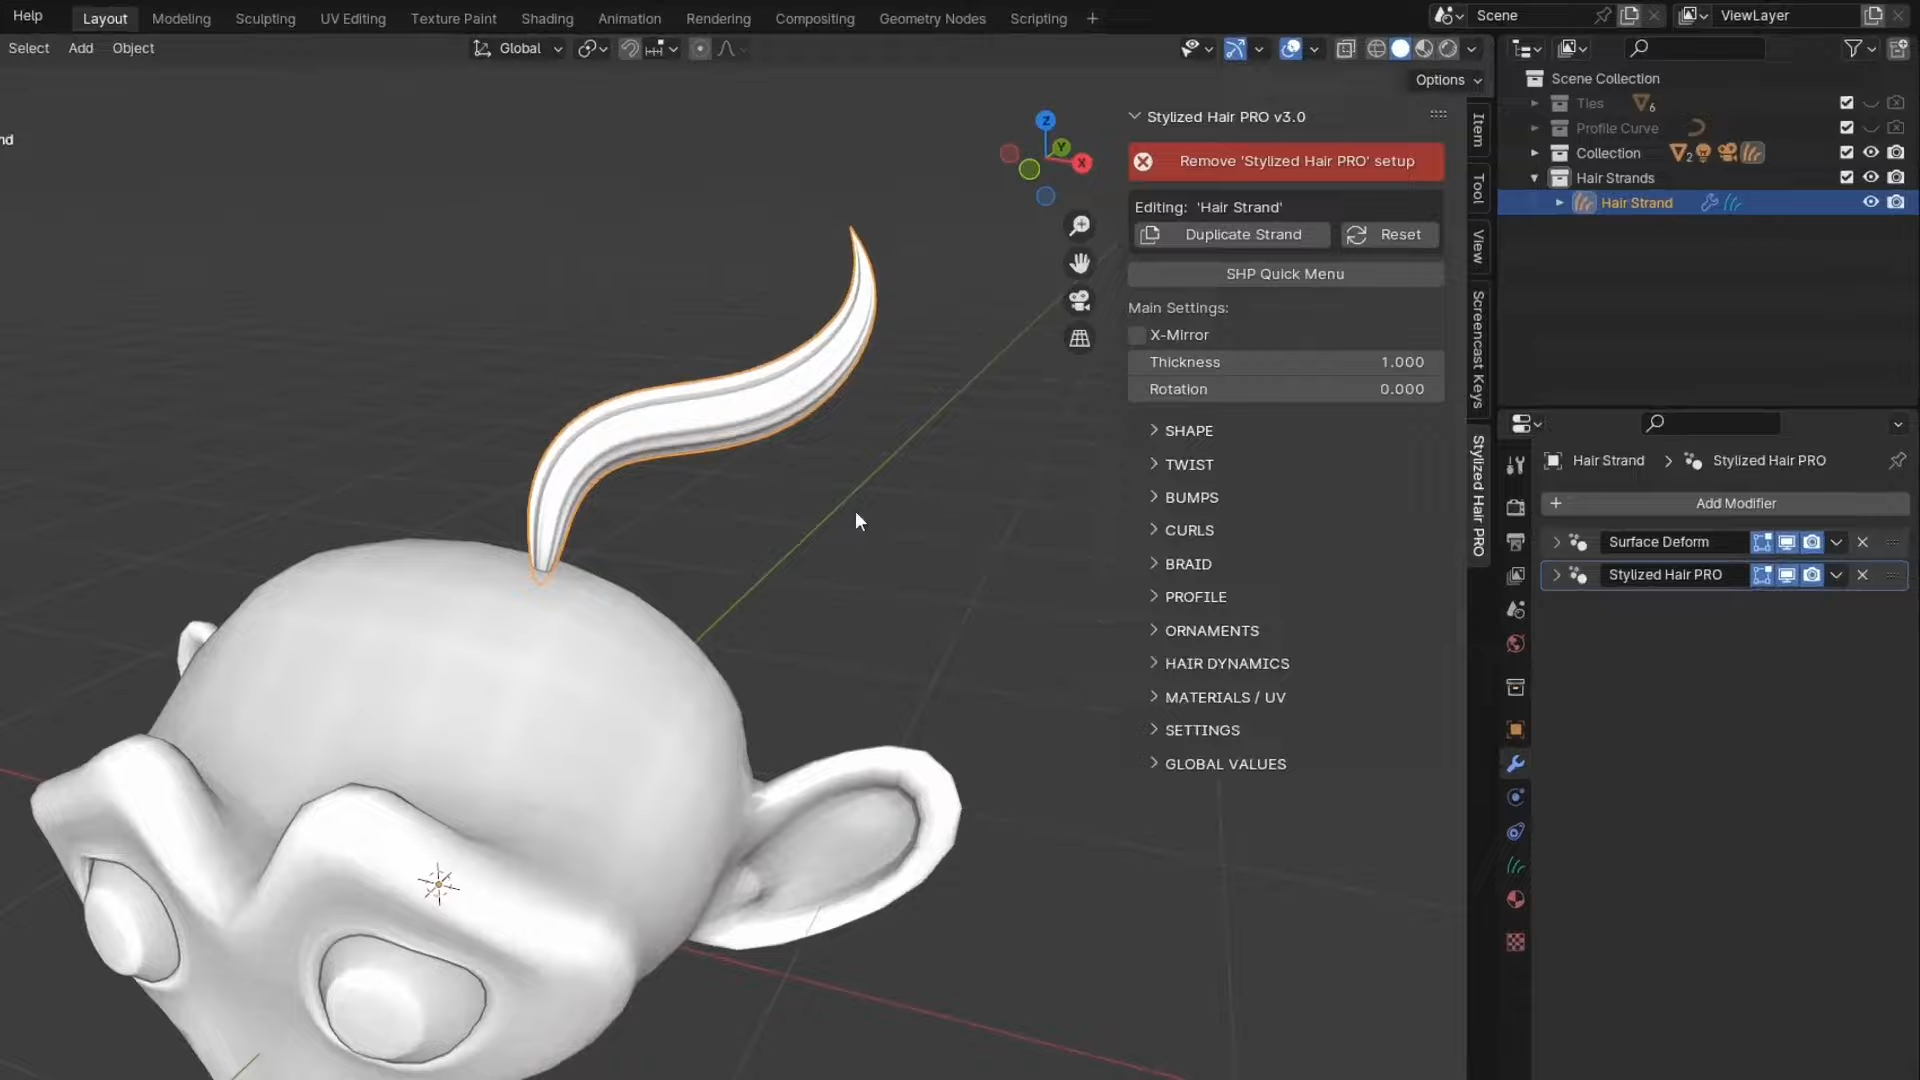 Help
Layout
Modeling
Sculpting
UV Editing
Texture Paint
Shading
Animation
Rendering
Compositing
Geometry Nodes
Scripting
+
Scene
ViewLayer
Select
Add
Object
Global
Options
nd
Z
Y
X
Stylized Hair PRO v3.0
Remove 'Stylized Hair PRO' setup
Editing: 'Hair Strand'
Duplicate Strand
Reset
SHP Quick Menu
Main Settings:
X-Mirror
Thickness 1.000
Rotation 0.000
SHAPE
TWIST
BUMPS
CURLS
BRAID
PROFILE
ORNAMENTS
HAIR DYNAMICS
MATERIALS / UV
SETTINGS
GLOBAL VALUES
Item
Tool
View
Screencast Keys
Stylized Hair PRO
Scene Collection
Ties 6
Profile Curve
Collection 2
Hair Strands
Hair Strand
Hair Strand > Stylized Hair PRO
+ Add Modifier
Surface Deform
Stylized Hair PRO